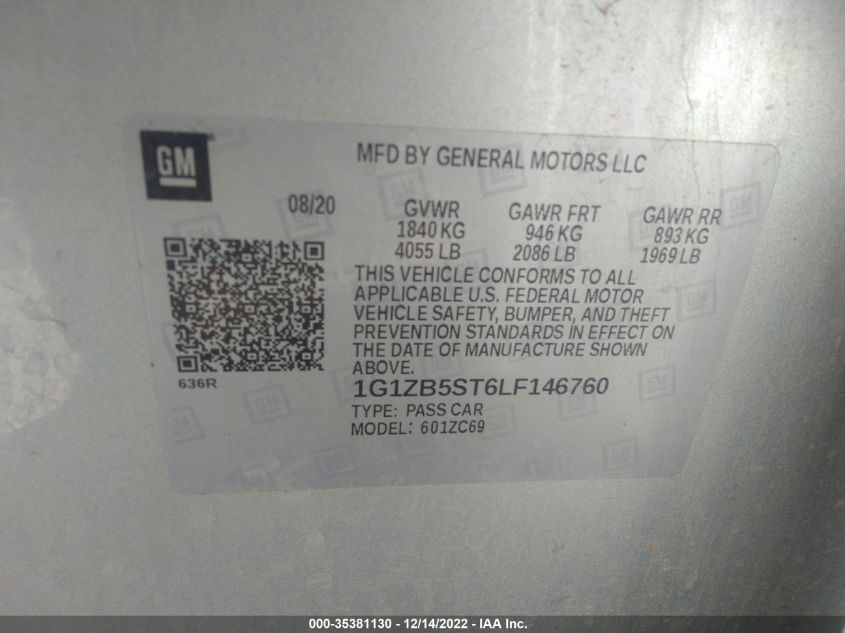 GM
MFD BY GENERAL MOTORS LLC
08/20
GVWR GAWR FRT GAWR RR
1840 KG 946 KG 893 KG
4055 LB 2086 LB 1969 LB
THIS VEHICLE CONFORMS TO ALL
APPLICABLE U.S. FEDERAL MOTOR
VEHICLE SAFETY, BUMPER, AND THEFT
PREVENTION STANDARDS IN EFFECT ON
THE DATE OF MANUFACTURE SHOWN
ABOVE.
636R
1G1ZB5ST6LF146760
TYPE: PASS CAR
MODEL: 601ZC69
000-35381130 - 12/14/2022 - IAA Inc.